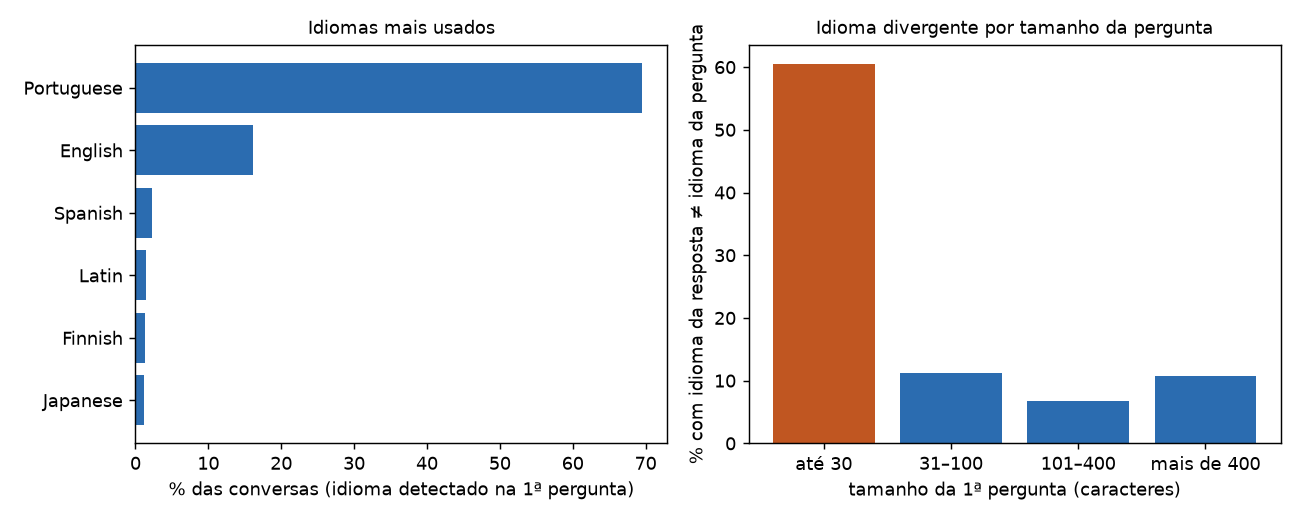 Idiomas mais usados
Portuguese
English
Spanish
Latin
Finnish
Japanese
0 10 20 30 40 50 60 70
% das conversas (idioma detectado na 1ª pergunta)
Idioma divergente por tamanho da pergunta
% com idioma da resposta ≠ idioma da pergunta
60
50
40
30
20
10
0
até 30 31–100 101–400 mais de 400
tamanho da 1ª pergunta (caracteres)